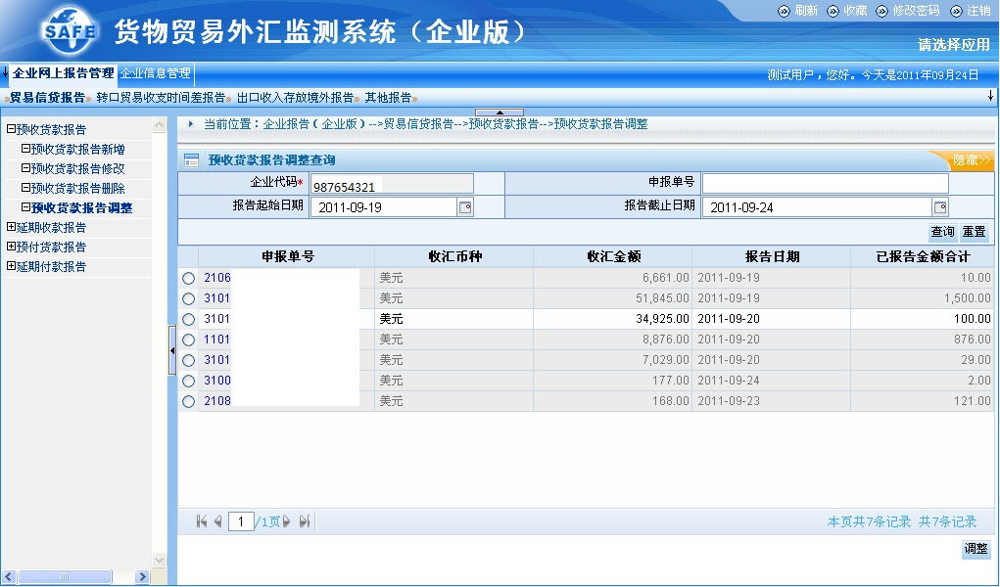 刷新 收藏 修改密码 注销
SAFE 货物贸易外汇监测系统（企业版）
请选择应用
企业网上报告管理 企业信息管理 测试用户，您好。今天是2011年09月24日
»贸易信贷报告» 转口贸易收支时间差报告» 出口收入存放境外报告» 其他报告»
当前位置：企业报告（企业版）-->贸易信贷报告-->预收货款报告-->预收货款报告调整
预收货款报告
预收货款报告新增
预收货款报告修改
预收货款报告删除
预收货款报告调整
延期收款报告
预付货款报告
延期付款报告
预收货款报告调整查询 隐藏>>
企业代码* 987654321 申报单号
报告起始日期 2011-09-19 报告截止日期 2011-09-24
查询 重置
申报单号 收汇币种 收汇金额 报告日期 已报告金额合计
2106 美元 6,661.00 2011-09-19 10.00
3101 美元 51,845.00 2011-09-19 1,500.00
3101 美元 34,925.00 2011-09-20 100.00
1101 美元 8,876.00 2011-09-20 876.00
3101 美元 7,029.00 2011-09-20 29.00
3100 美元 177.00 2011-09-24 2.00
2108 美元 168.00 2011-09-23 121.00
1 /1页 本页共7条记录 共7条记录
调整